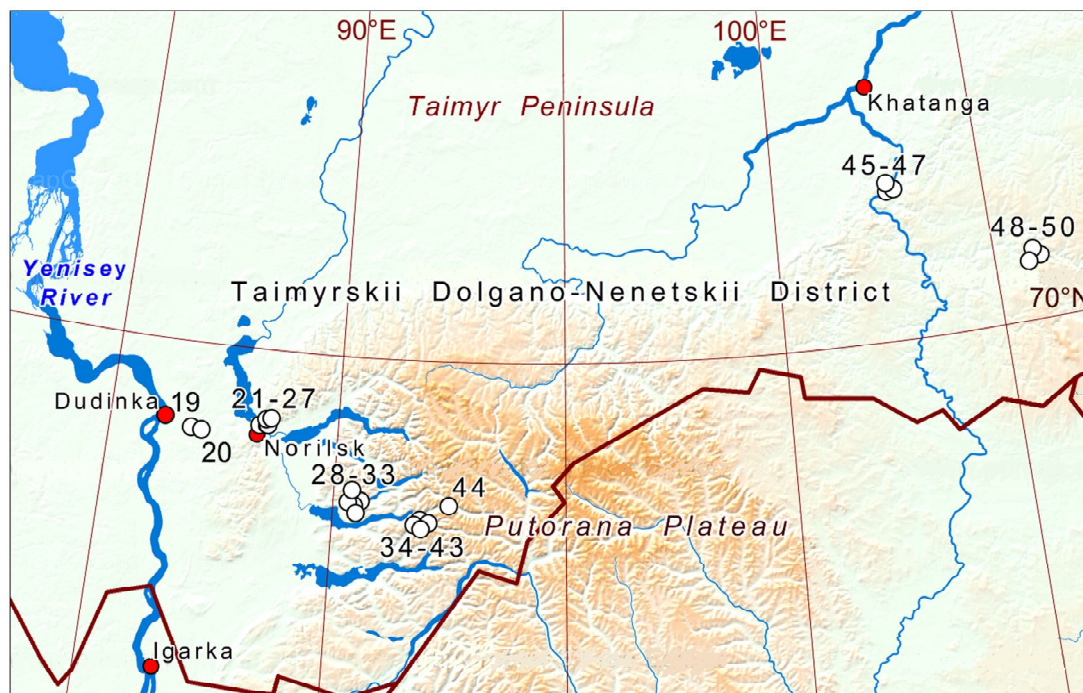 90°E
100°E
Taimyr Peninsula
Khatanga
45-47
48-50
Yenisey
River
Taimyrskii Dolgano-Nenetskii District
70°N
Dudinka
19
21-27
20
Norilsk
28-33
44
Putorana Plateau
34-43
Igarka